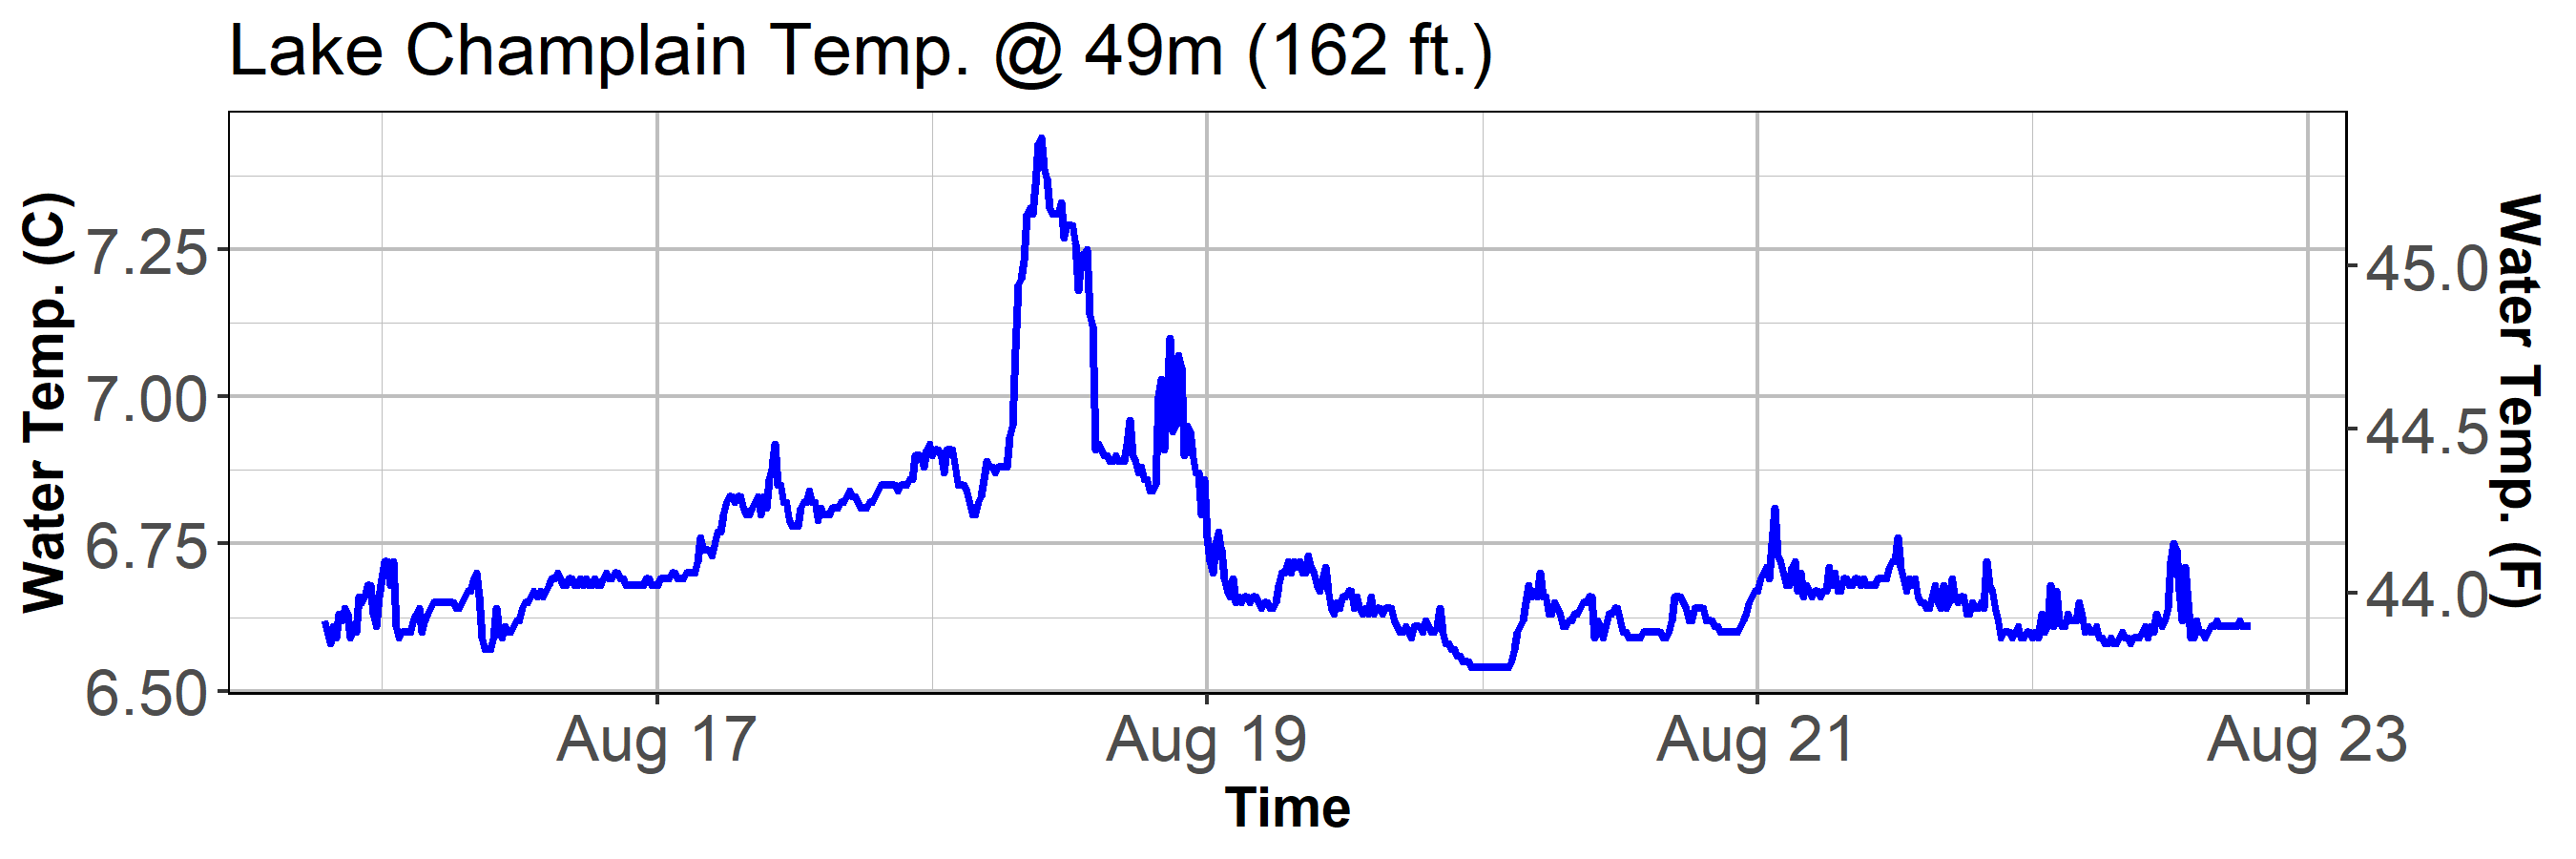 Lake Champlain Temp. @ 49m (162 ft.)
Water Temp. (C)
7.25
7.00
6.75
6.50
45.0
44.5
44.0
Water Temp. (F)
Aug 17 Aug 19 Aug 21 Aug 23
Time